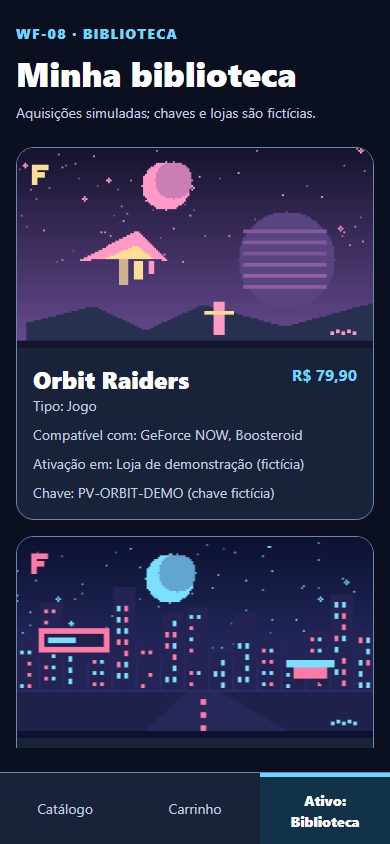 WF-08 · BIBLIOTECA
Minha biblioteca
Aquisições simuladas; chaves e lojas são fictícias.
F
Orbit Raiders
R$ 79,90
Tipo: Jogo
Compatível com: GeForce NOW, Boosteroid
Ativação em: Loja de demonstração (fictícia)
Chave: PV-ORBIT-DEMO (chave fictícia)
F
Catálogo
Carrinho
Ativo:
Biblioteca